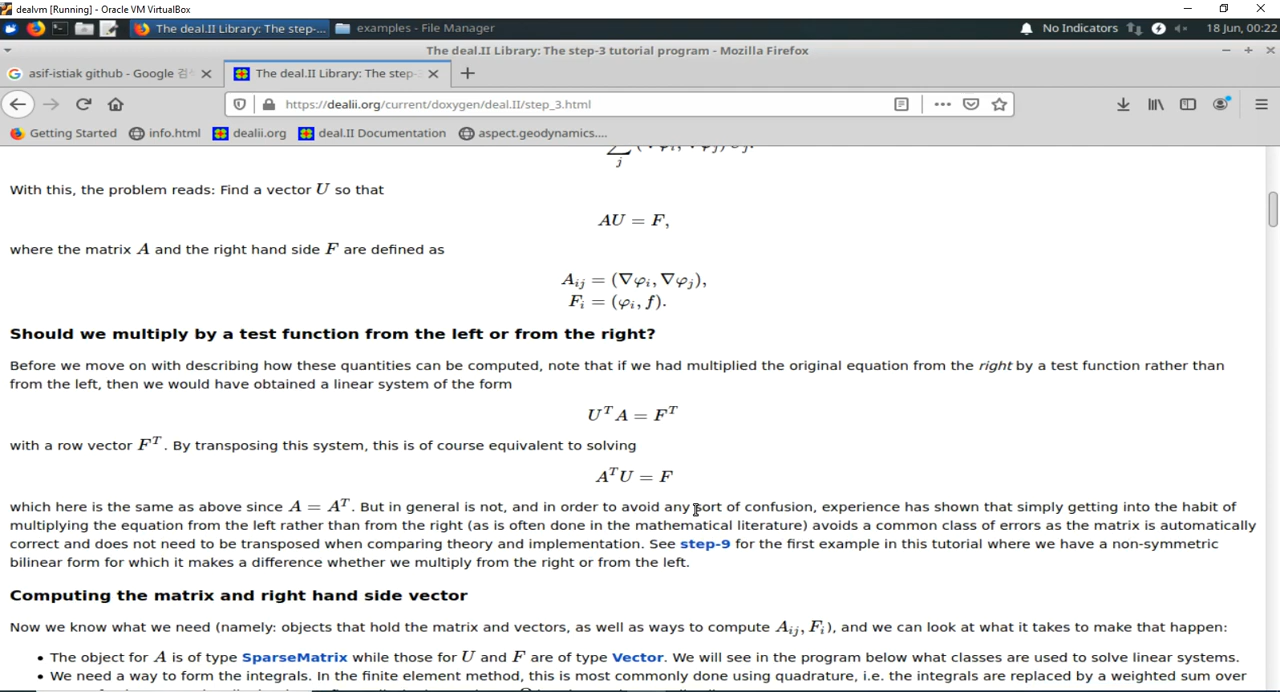 dealvm [Running] - Oracle VM VirtualBox
The deal.II Library: The step-... examples - File Manager No Indicators 18 Jun, 00:22
The deal.II Library: The step-3 tutorial program - Mozilla Firefox
asif-istiak github - Google 검 The deal.II Library: The step-
https://dealii.org/current/doxygen/deal.II/step_3.html
Getting Started info.html dealii.org deal.II Documentation aspect.geodynamics....
With this, the problem reads: Find a vector U so that
AU = F,
where the matrix A and the right hand side F are defined as
A_{ij} = (∇φ_i, ∇φ_j),
F_i = (φ_i, f).
Should we multiply by a test function from the left or from the right?
Before we move on with describing how these quantities can be computed, note that if we had multiplied the original equation from the right by a test function rather than
from the left, then we would have obtained a linear system of the form
U^T A = F^T
with a row vector F^T. By transposing this system, this is of course equivalent to solving
A^T U = F
which here is the same as above since A = A^T. But in general is not, and in order to avoid any sort of confusion, experience has shown that simply getting into the habit of
multiplying the equation from the left rather than from the right (as is often done in the mathematical literature) avoids a common class of errors as the matrix is automatically
correct and does not need to be transposed when comparing theory and implementation. See step-9 for the first example in this tutorial where we have a non-symmetric
bilinear form for which it makes a difference whether we multiply from the right or from the left.
Computing the matrix and right hand side vector
Now we know what we need (namely: objects that hold the matrix and vectors, as well as ways to compute A_{ij}, F_i), and we can look at what it takes to make that happen:
• The object for A is of type SparseMatrix while those for U and F are of type Vector. We will see in the program below what classes are used to solve linear systems.
• We need a way to form the integrals. In the finite element method, this is most commonly done using quadrature, i.e. the integrals are replaced by a weighted sum over